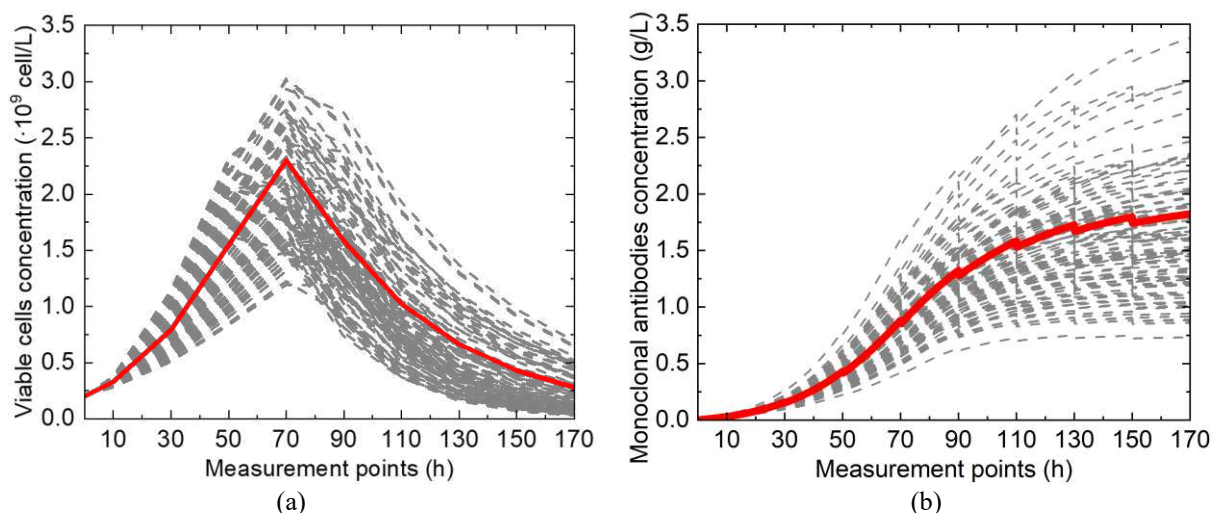 3.5
3.0
2.5
2.0
1.5
1.0
0.5
0.0
Viable cells concentration (·10⁹ cell/L)
10 30 50 70 90 110 130 150 170
Measurement points (h)
(a)
3.5
3.0
2.5
2.0
1.5
1.0
0.5
0.0
Monoclonal antibodies concentration (g/L)
10 30 50 70 90 110 130 150 170
Measurement points (h)
(b)